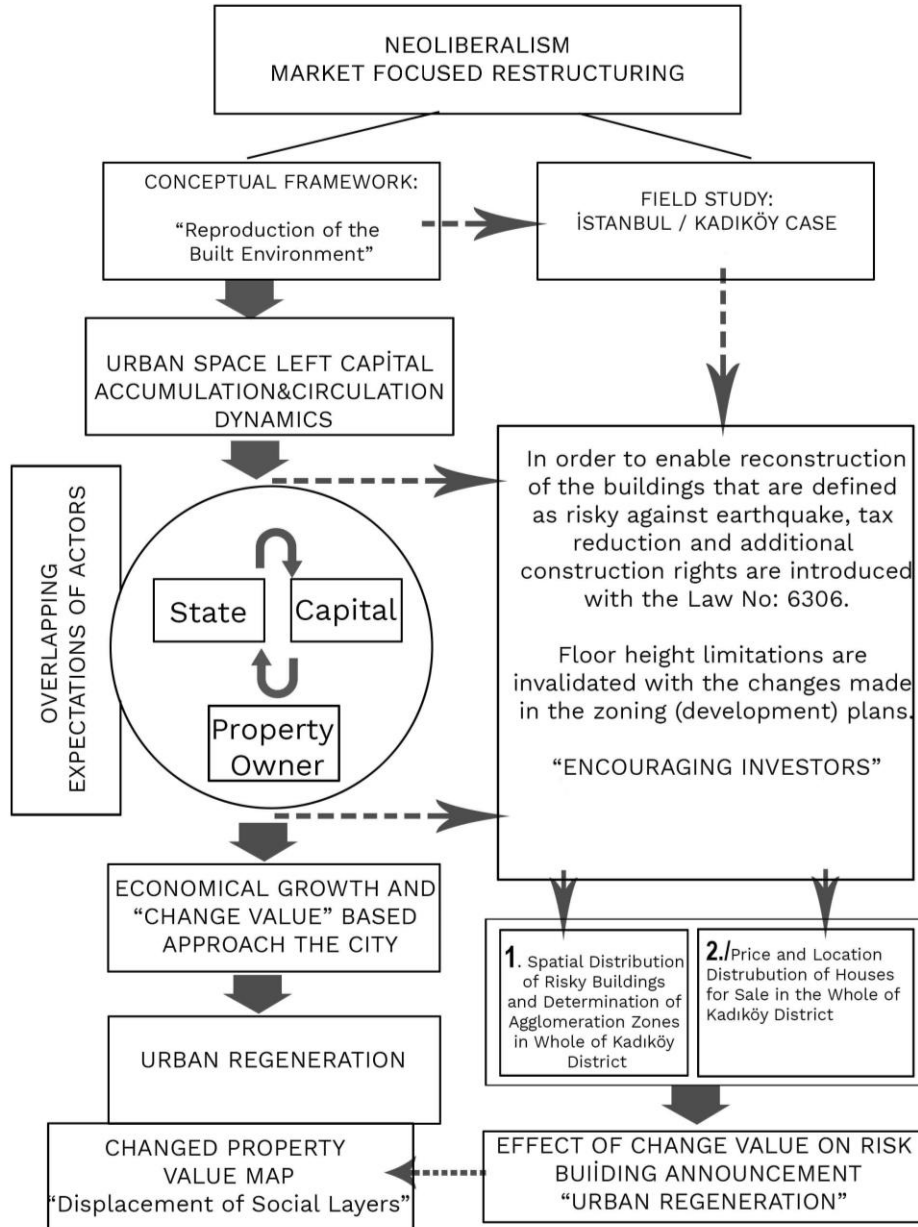 NEOLIBERALISM
MARKET FOCUSED RESTRUCTURING
CONCEPTUAL FRAMEWORK:
“Reproduction of the
Built Environment”
FIELD STUDY:
İSTANBUL / KADIKÖY CASE
URBAN SPACE LEFT CAPİTAL
ACCUMULATION&CIRCULATION
DYNAMICS
OVERLAPPING
EXPECTATIONS OF ACTORS
State
Capital
Property
Owner
In order to enable reconstruction
of the buildings that are defined
as risky against earthquake, tax
reduction and additional
construction rights are introduced
with the Law No: 6306.
Floor height limitations are
invalidated with the changes made
in the zoning (development) plans.
“ENCOURAGING INVESTORS”
ECONOMICAL GROWTH AND
“CHANGE VALUE” BASED
APPROACH THE CITY
1. Spatial Distribution
of Risky Buildings
and Determination of
Agglomeration Zones
in Whole of Kadıköy
District
2./Price and Location
Distrubution of Houses
for Sale in the Whole of
Kadıköy District
URBAN REGENERATION
CHANGED PROPERTY
VALUE MAP
“Displacement of Social Layers”
EFFECT OF CHANGE VALUE ON RISK
BUİİDING ANNOUNCEMENT
“URBAN REGENERATION”